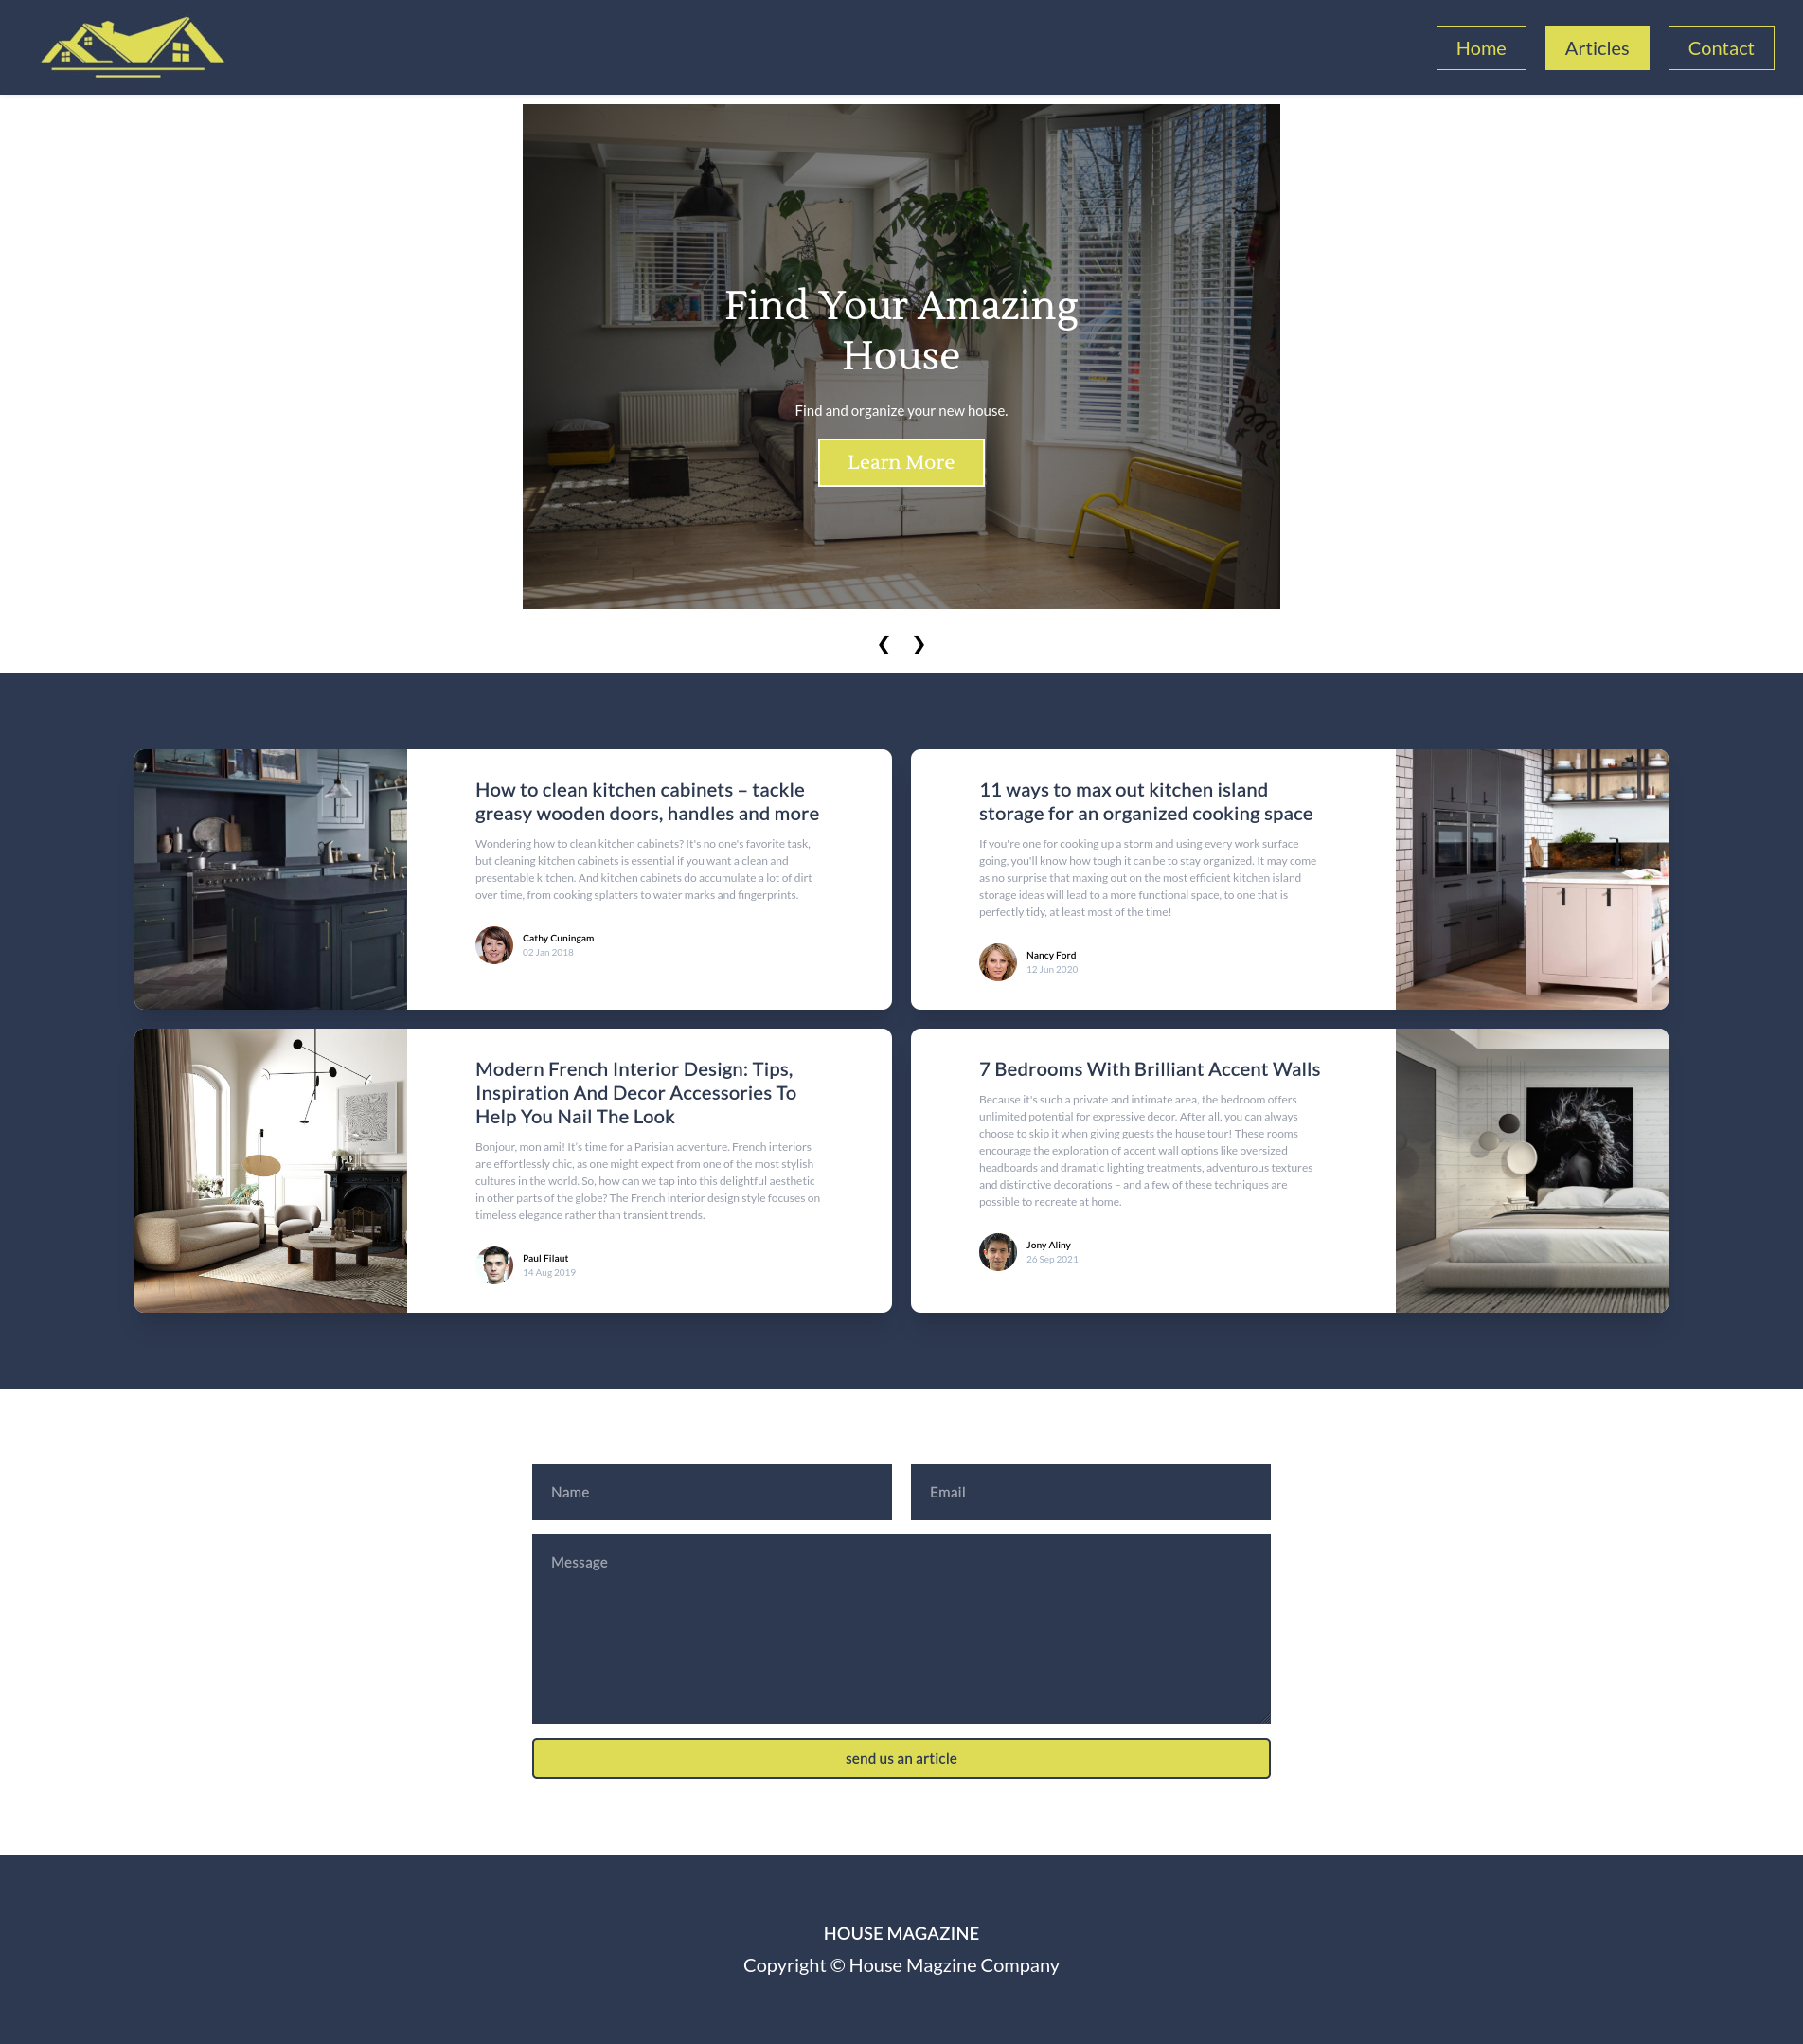 Home
Articles
Contact
Find Your Amazing
House
Find and organize your new house.
Learn More
❮ ❯
How to clean kitchen cabinets – tackle
greasy wooden doors, handles and more
Wondering how to clean kitchen cabinets? It's no one's favorite task,
but cleaning kitchen cabinets is essential if you want a clean and
presentable kitchen. And kitchen cabinets do accumulate a lot of dirt
over time, from cooking splatters to water marks and fingerprints.
Cathy Cuningam
02 Jan 2018
11 ways to max out kitchen island
storage for an organized cooking space
If you're one for cooking up a storm and using every work surface
going, you'll know how tough it can be to stay organized. It may come
as no surprise that maxing out on the most efficient kitchen island
storage ideas will lead to a more functional space, to one that is
perfectly tidy, at least most of the time!
Nancy Ford
12 Jun 2020
Modern French Interior Design: Tips,
Inspiration And Decor Accessories To
Help You Nail The Look
Bonjour, mon ami! It's time for a Parisian adventure. French interiors
are effortlessly chic, as one might expect from one of the most stylish
cultures in the world. So, how can we tap into this delightful aesthetic
in other parts of the globe? The French interior design style focuses on
timeless elegance rather than transient trends.
Paul Filaut
14 Aug 2019
7 Bedrooms With Brilliant Accent Walls
Because it's such a private and intimate area, the bedroom offers
unlimited potential for expressive decor. After all, you can always
choose to skip it when giving guests the house tour! These rooms
encourage the exploration of accent wall options like oversized
headboards and dramatic lighting treatments, adventurous textures
and distinctive decorations – and a few of these techniques are
possible to recreate at home.
Jony Aliny
26 Sep 2021
Name
Email
Message
send us an article
HOUSE MAGAZINE
Copyright © House Magzine Company